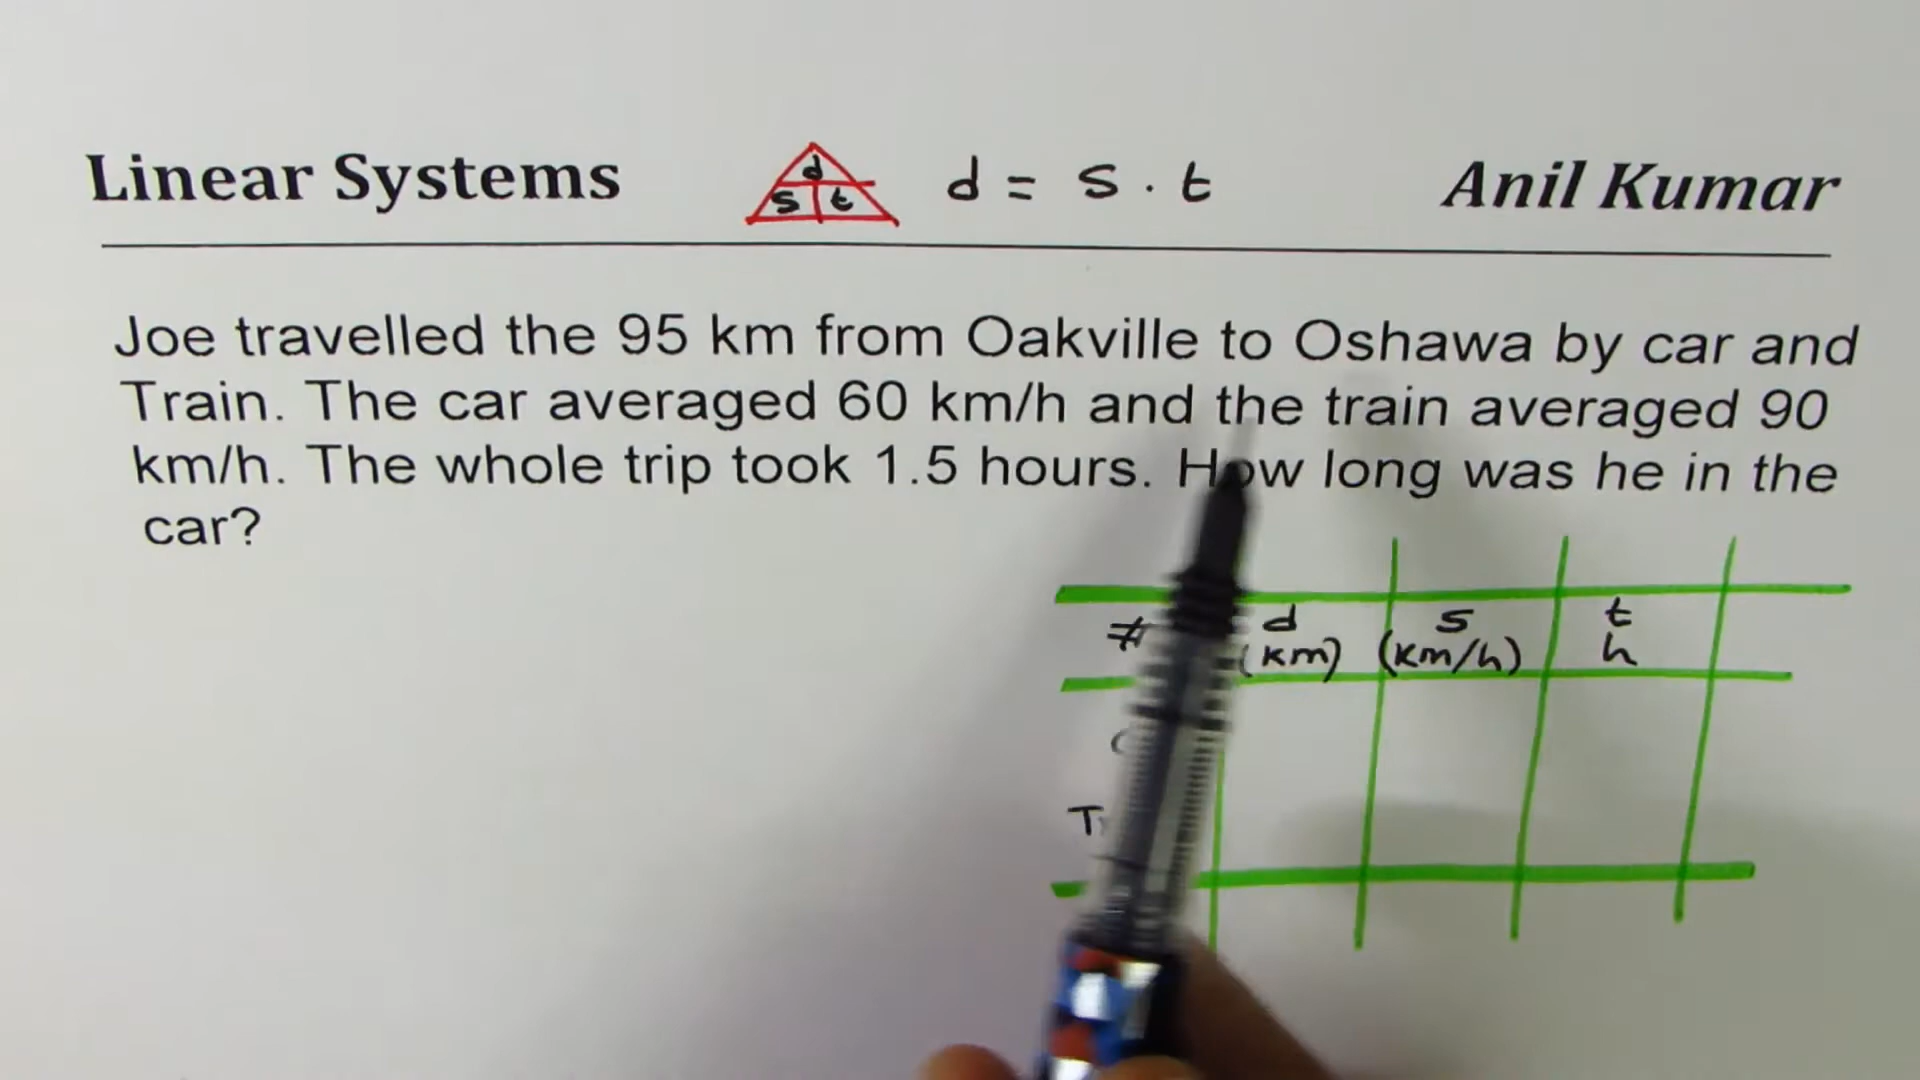 Linear Systems
d
s t
d = s . t
Anil Kumar
Joe travelled the 95 km from Oakville to Oshawa by car and
Train. The car averaged 60 km/h and the train averaged 90
km/h. The whole trip took 1.5 hours. How long was he in the
car?
# d s t
(km) (km/h) h